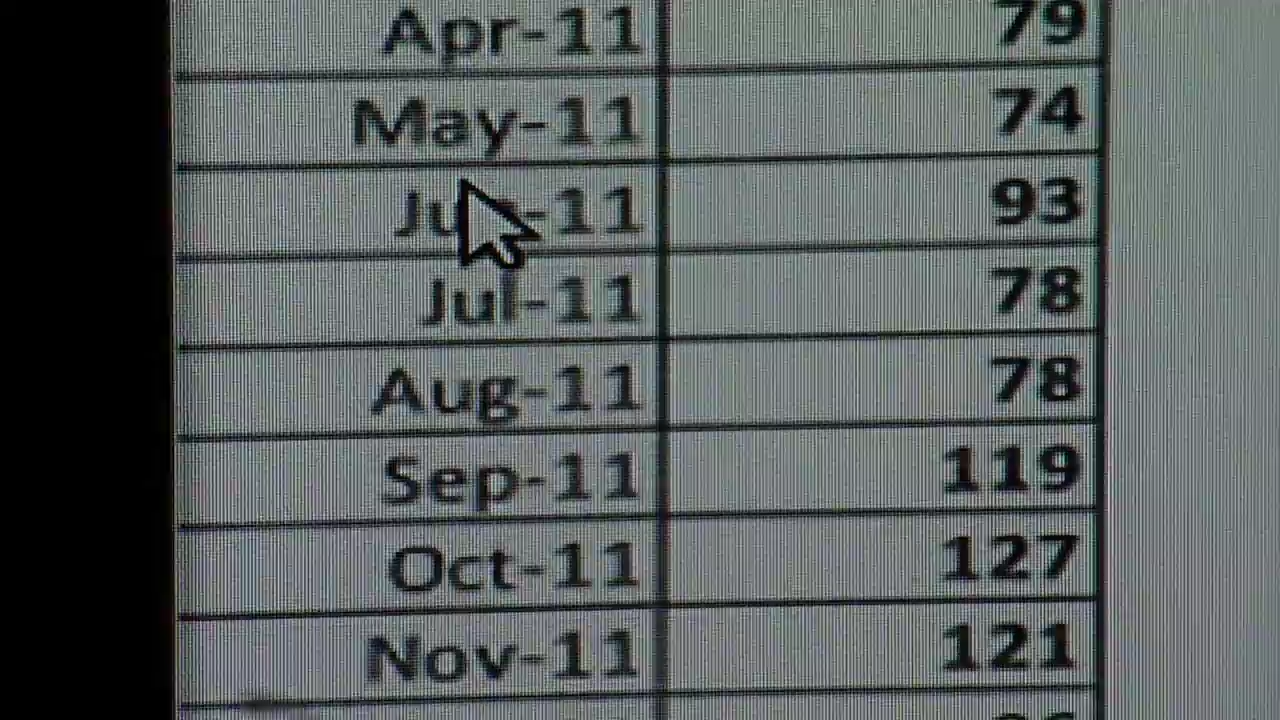 Apr-11 79
May-11 74
93
Jul-11 78
Aug-11 78
Sep-11 119
Oct-11 127
Nov-11 121